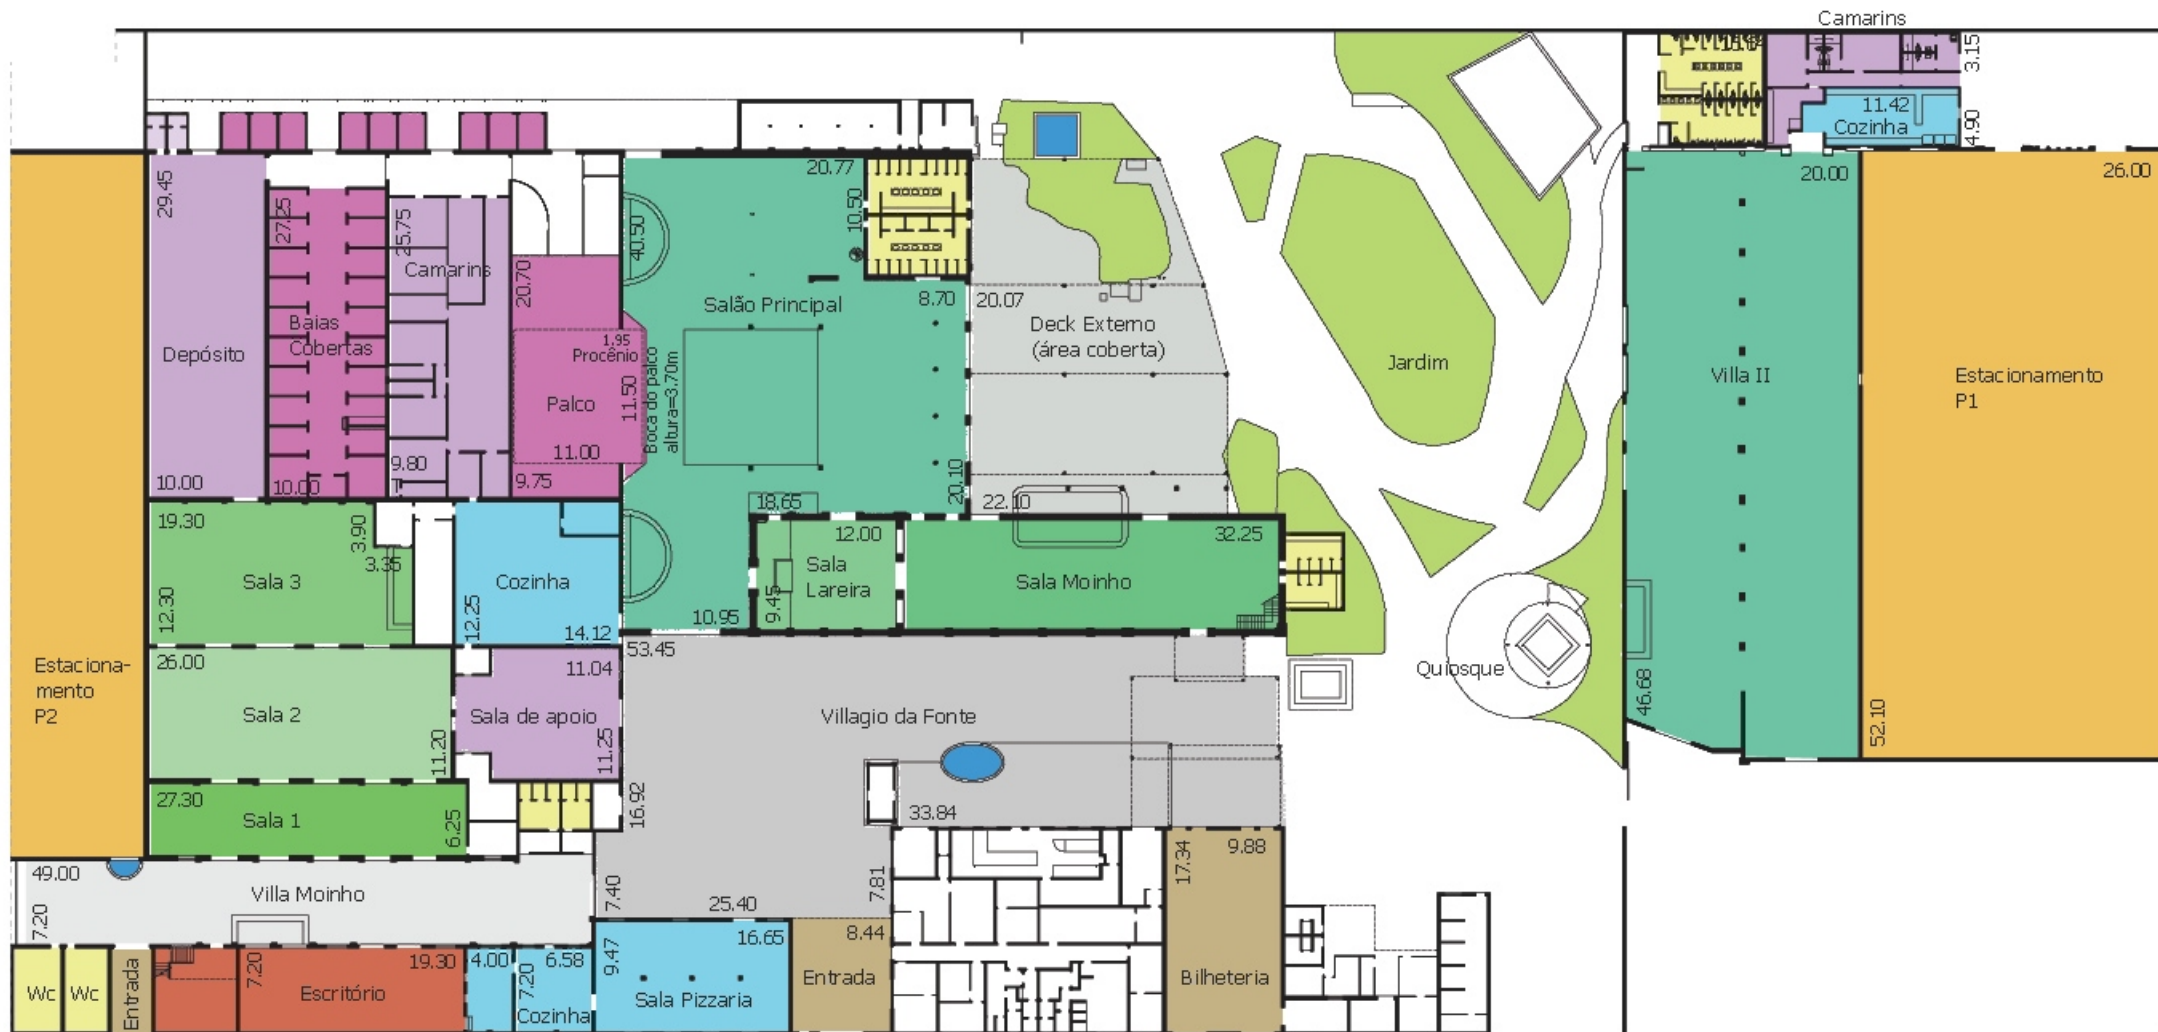 Camarins
3.15
11.42
Cozinha
4.90
29.45
27.25
25.75
Camarins
20.70
40.50
20.77
10.50
20.00
26.00
Salão Principal
8.70
20.07
Deck Externo
(área coberta)
Baias
Cobertas
Depósito
1.95
Procênio
11.50
Boca do palco
altura=3.70m
Palco
11.00
9.75
Jardim
Villa II
Estacionamento
P1
10.00
10.00
9.80
18.65
20.10
22.10
19.30
3.90
3.35
Sala 3
12.30
Cozinha
12.25
14.12
12.00
Sala
Lareira
9.45
10.95
32.25
Sala Moinho
53.45
Quiosque
46.68
52.10
Estaciona-
mento
P2
26.00
Sala 2
11.20
11.04
Sala de apoio
11.25
Villagio da Fonte
27.30
Sala 1
6.25
16.92
33.84
49.00
Villa Moinho
7.20
7.40
25.40
7.81
17.34
9.88
Wc
Wc
Entrada
7.20
19.30
Escritório
4.00
6.58
7.20
Cozinha
9.47
16.65
Sala Pizzaria
8.44
Entrada
Bilheteria